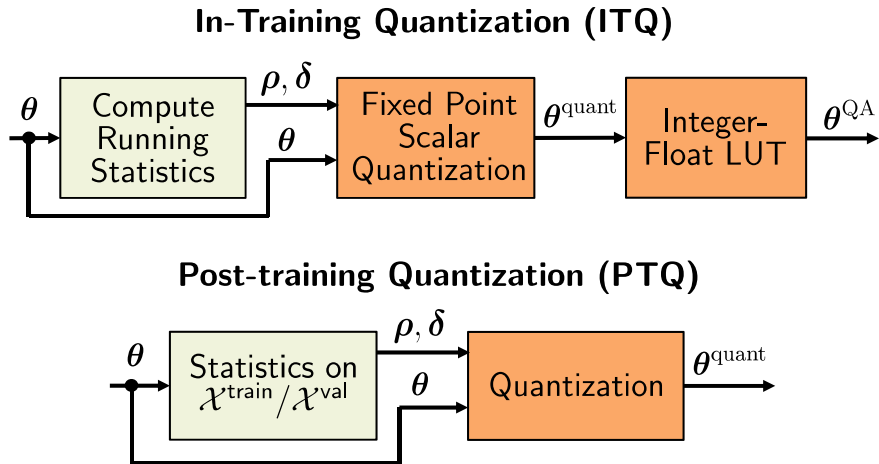 In-Training Quantization (ITQ)
θ
Compute
Running
Statistics
ρ, δ
θ
Fixed Point
Scalar
Quantization
θ^quant
Integer-
Float LUT
θ^QA
Post-training Quantization (PTQ)
θ
Statistics on
𝒳^train/𝒳^val
ρ, δ
θ
Quantization
θ^quant